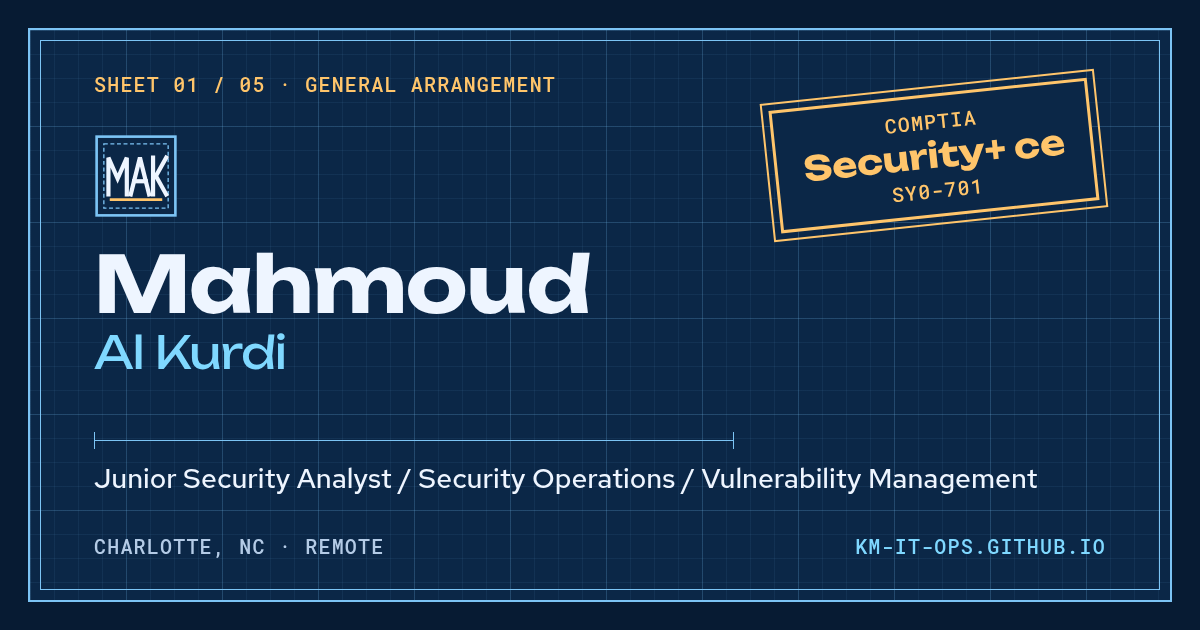 SHEET 01 / 05 · GENERAL ARRANGEMENT
COMPTIA
Security+ ce
SY0-701
MAK
Mahmoud
Al Kurdi
Junior Security Analyst / Security Operations / Vulnerability Management
CHARLOTTE, NC · REMOTE
KM-IT-OPS.GITHUB.IO